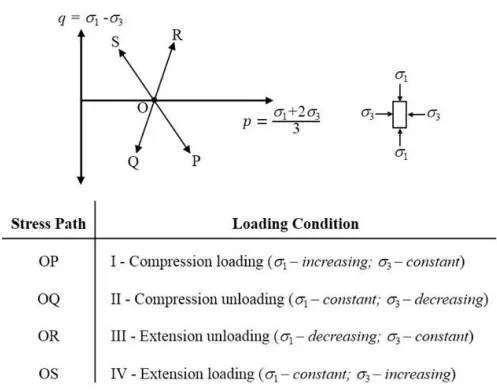 q = σ1 -σ3
S
R
O
p = σ1+2σ3
3
Q
P
σ1
σ3
σ3
σ1
Stress Path
Loading Condition
OP
I - Compression loading (σ1 – increasing; σ3 – constant)
OQ
II - Compression unloading (σ1 – constant; σ3 – decreasing)
OR
III - Extension unloading (σ1 – decreasing; σ3 – constant)
OS
IV - Extension loading (σ1 – constant; σ3 – increasing)